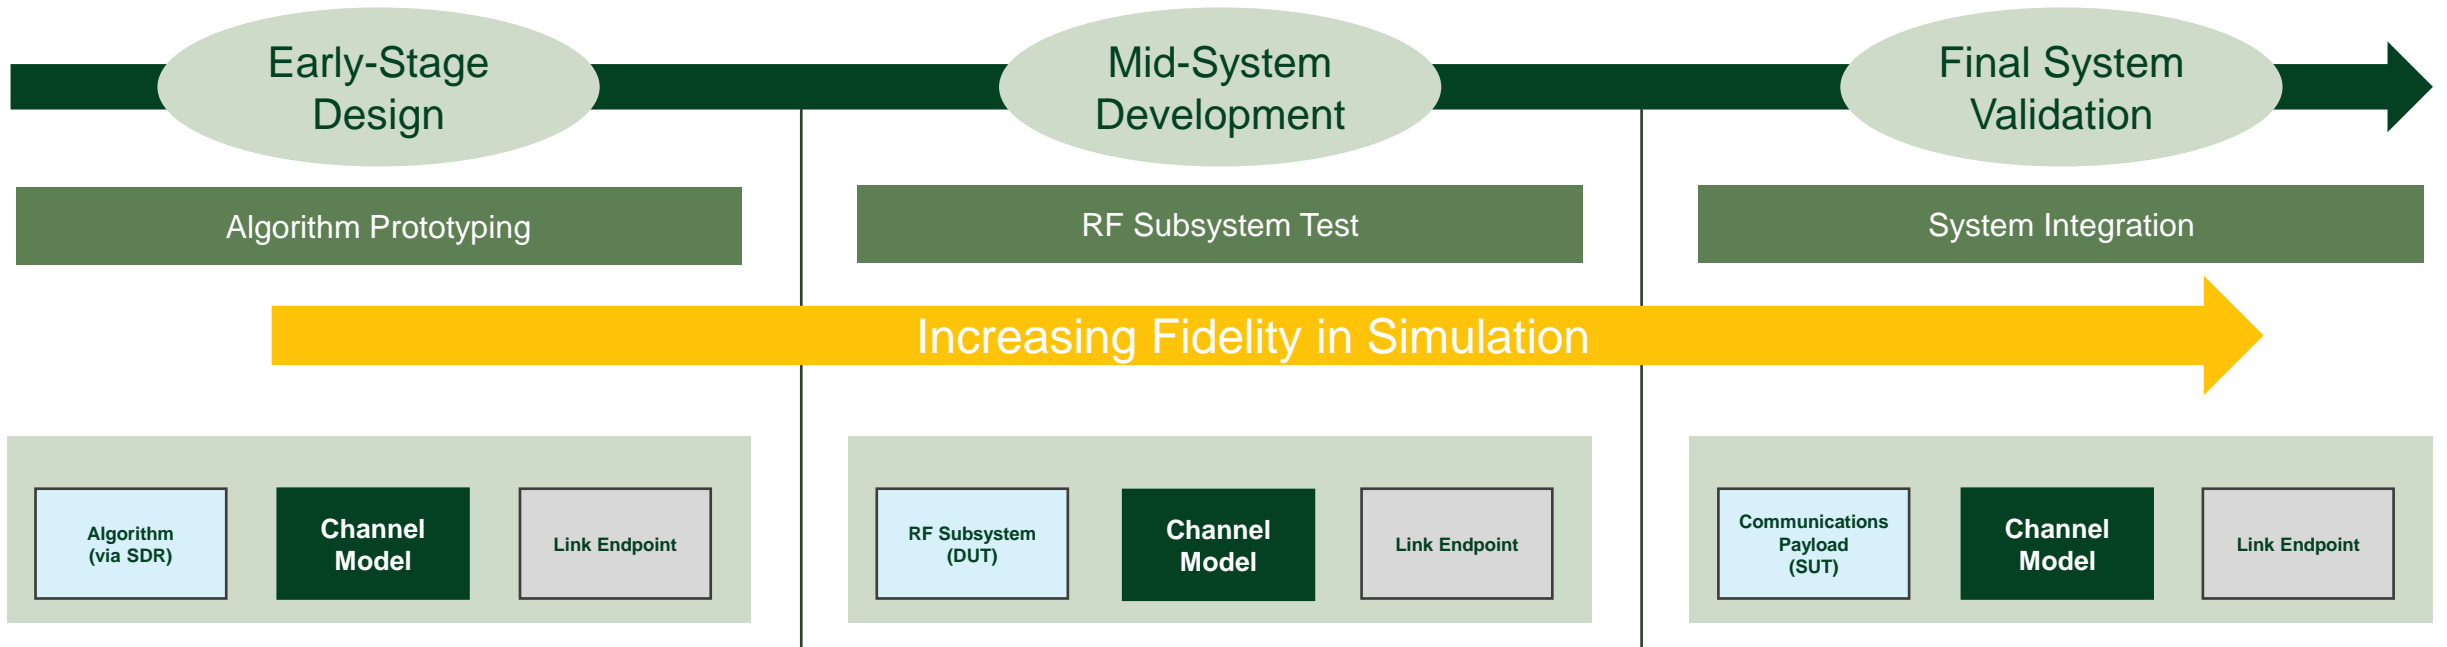 Early-Stage
Design
Mid-System
Development
Final System
Validation
Algorithm Prototyping
RF Subsystem Test
System Integration
Increasing Fidelity in Simulation
Algorithm
(via SDR)
Channel
Model
Link Endpoint
RF Subsystem
(DUT)
Channel
Model
Link Endpoint
Communications
Payload
(SUT)
Channel
Model
Link Endpoint